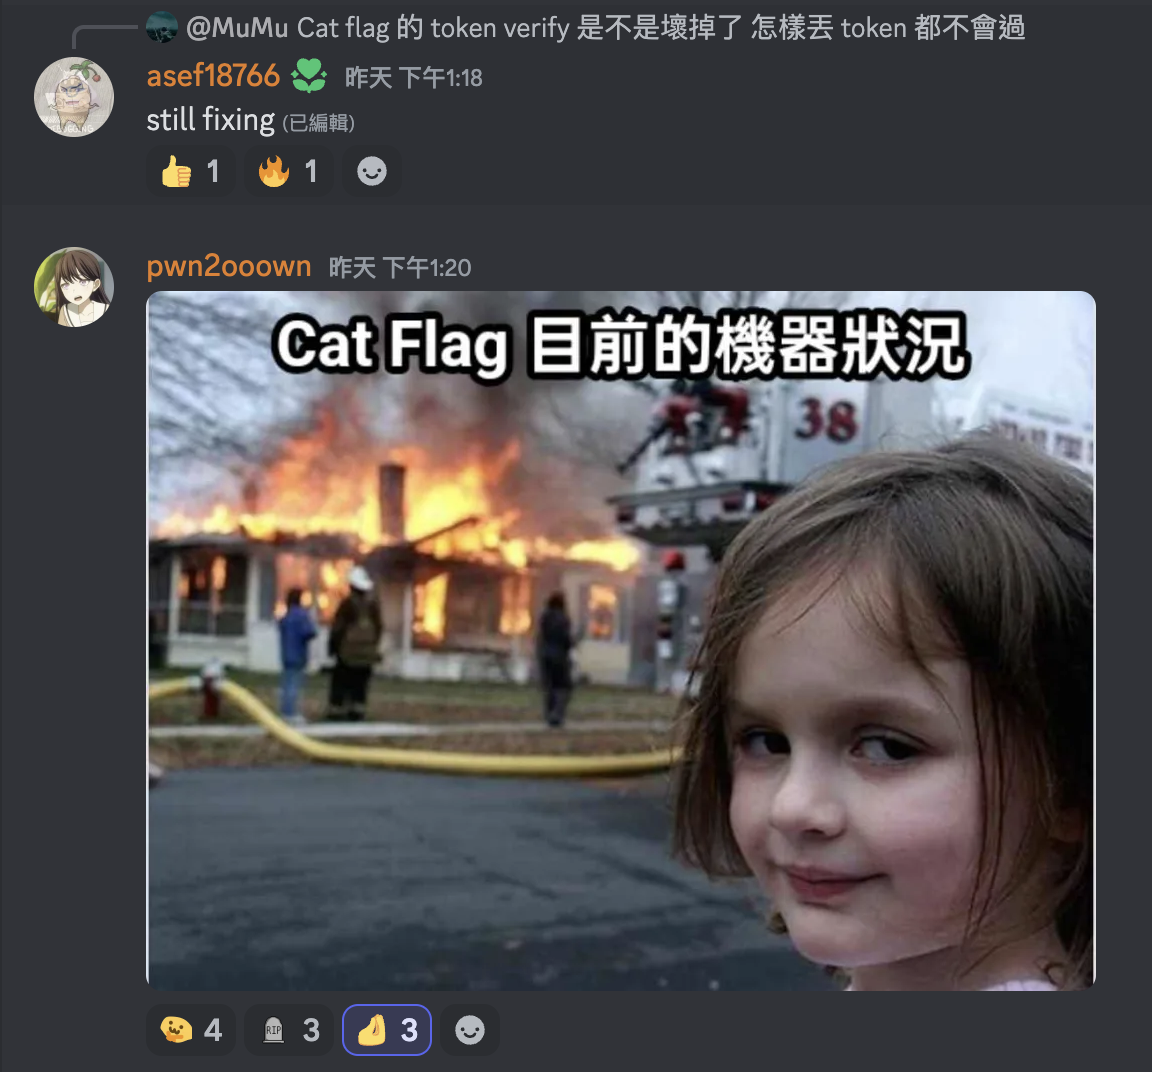 @MuMu Cat flag 的 token verify 是不是壞掉了 怎樣丟 token 都不會過
asef18766 昨天 下午1:18
still fixing (已編輯)
1 1
pwn2ooown 昨天 下午1:20
Cat Flag 目前的機器狀況
38
4 RIP 3 3